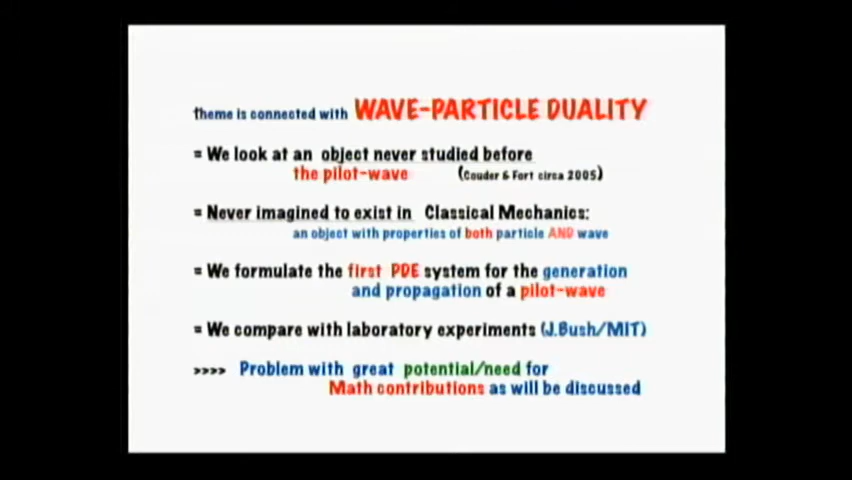 theme is connected with WAVE-PARTICLE DUALITY
= We look at an object never studied before
the pilot-wave (Couder & Fort circa 2005)
= Never imagined to exist in Classical Mechanics:
an object with properties of both particle AND wave
= We formulate the first PDE system for the generation
and propagation of a pilot-wave
= We compare with laboratory experiments (J.Bush/MIT)
>>>> Problem with great potential/need for
Math contributions as will be discussed